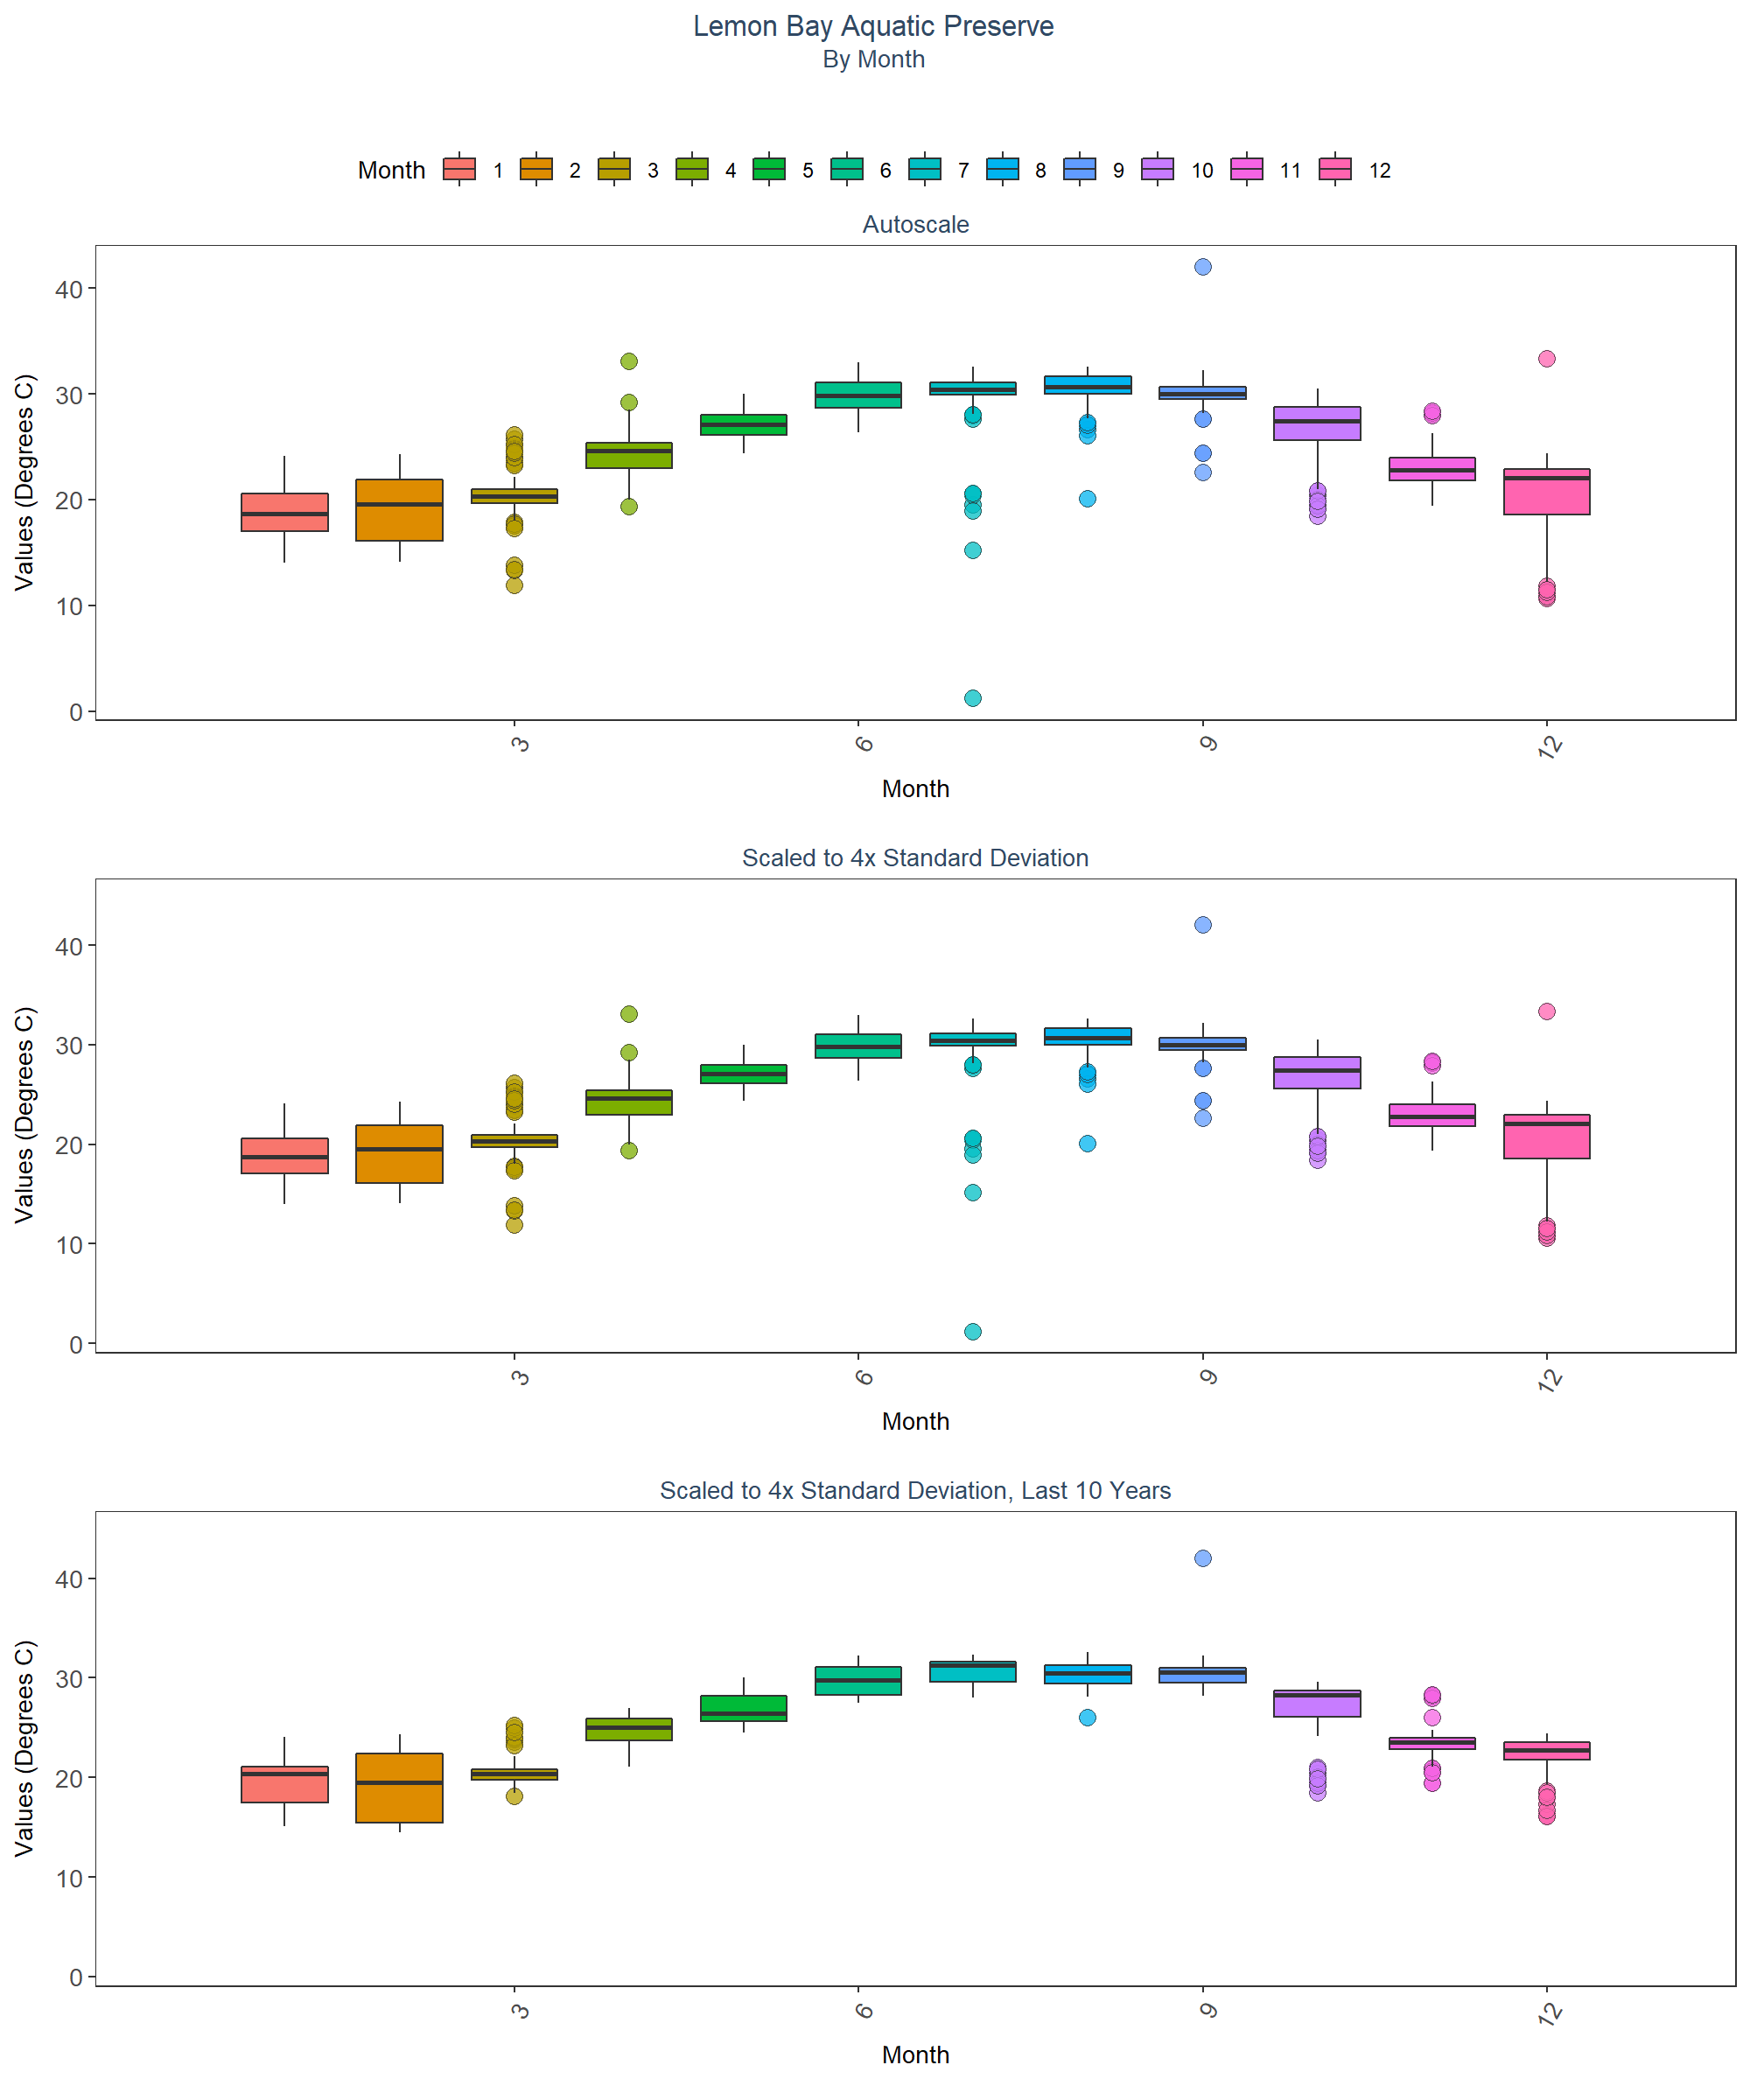 Lemon Bay Aquatic Preserve
By Month
Month 1 2 3 4 5 6 7 8 9 10 11 12
Autoscale
Values (Degrees C)
40
30
20
10
0
3 6 9 12
Month
Scaled to 4x Standard Deviation
Values (Degrees C)
40
30
20
10
0
3 6 9 12
Month
Scaled to 4x Standard Deviation, Last 10 Years
Values (Degrees C)
40
30
20
10
0
3 6 9 12
Month